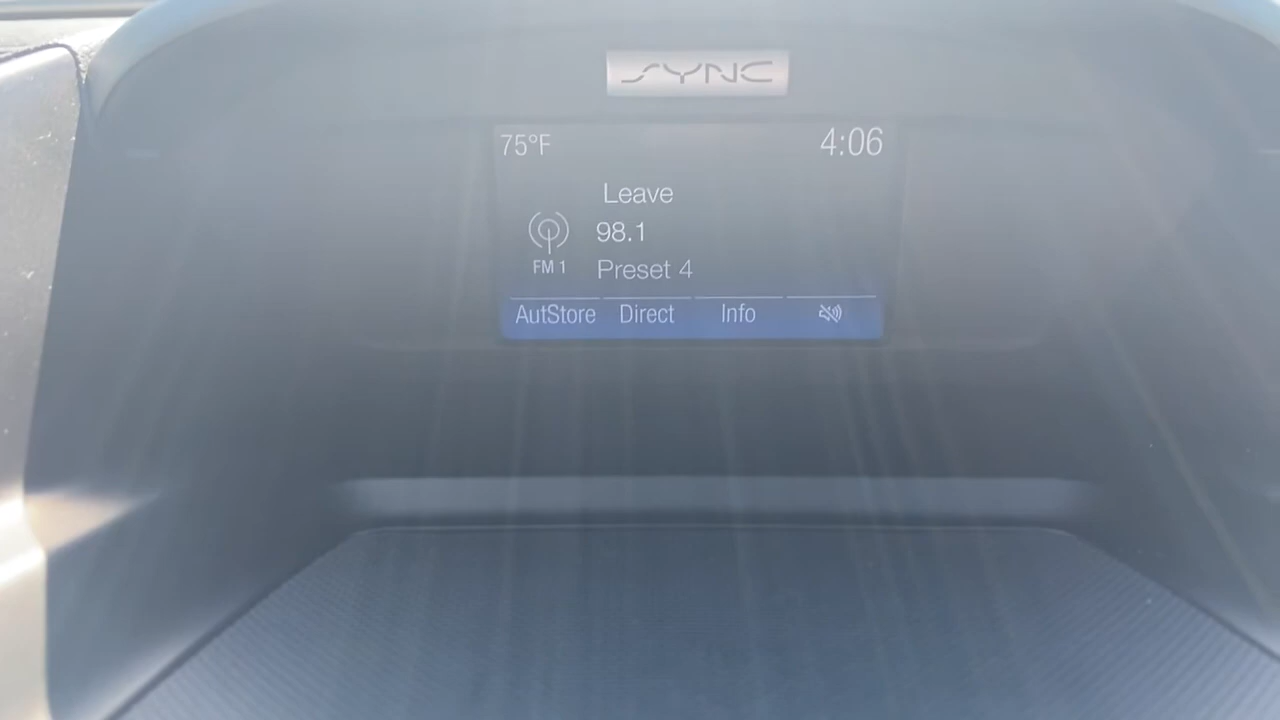 SYNC
75°F 4:06
Leave
98.1
FM 1 Preset 4
AutStore Direct Info